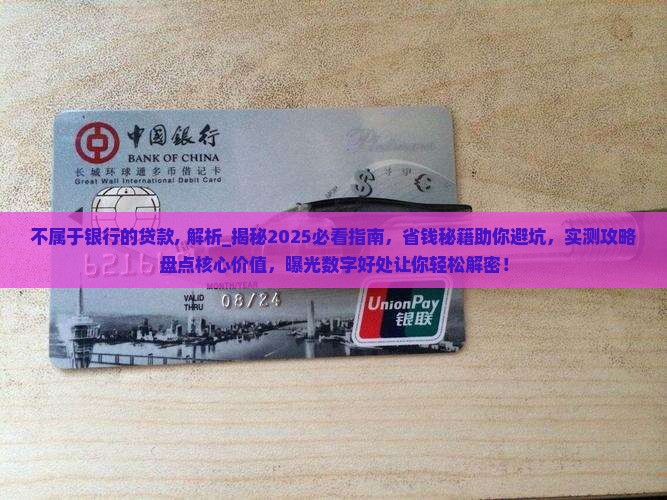 中国银行
BANK OF CHINA
长城环球通多币借记卡
Great Wall International Debit Card
Platinum
不属于银行的贷款, 解析_揭秘2025必看指南，省钱秘籍助你避坑，实测攻略
盘点核心价值，曝光数字好处让你轻松解密！
6216
MONTH/YEAR
VALID
THRU
08/24
UnionPay
银联